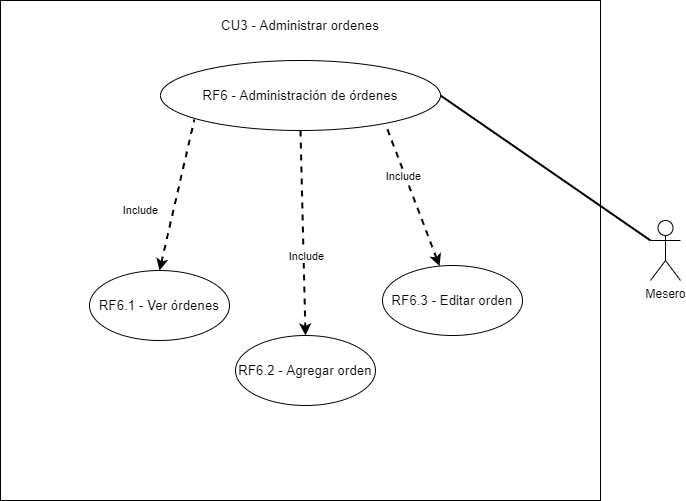 CU3 - Administrar ordenes
RF6 - Administración de órdenes
Include
Include
Include
RF6.1 - Ver órdenes
RF6.3 - Editar orden
RF6.2 - Agregar orden
Mesero